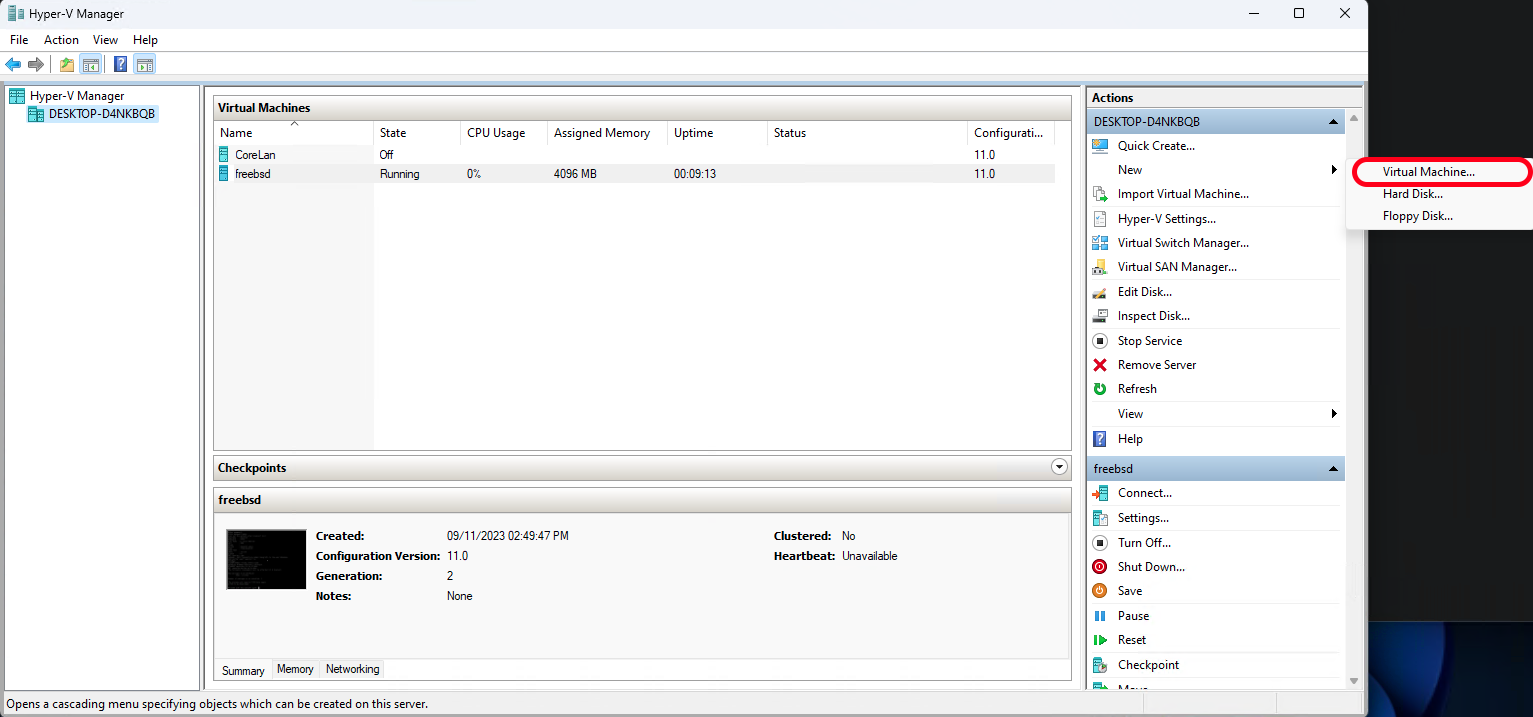 Hyper-V Manager
File Action View Help
Hyper-V Manager
DESKTOP-D4NKBQB
Virtual Machines
Name State CPU Usage Assigned Memory Uptime Status Configurati...
CoreLan Off 11.0
freebsd Running 0% 4096 MB 00:09:13 11.0
Checkpoints
freebsd
Created: 09/11/2023 02:49:47 PM Clustered: No
Configuration Version: 11.0 Heartbeat: Unavailable
Generation: 2
Notes: None
Summary Memory Networking
Actions
DESKTOP-D4NKBQB
Quick Create...
New
Import Virtual Machine...
Hyper-V Settings...
Virtual Switch Manager...
Virtual SAN Manager...
Edit Disk...
Inspect Disk...
Stop Service
Remove Server
Refresh
View
Help
freebsd
Connect...
Settings...
Turn Off...
Shut Down...
Save
Pause
Reset
Checkpoint
Virtual Machine...
Hard Disk...
Floppy Disk...
Opens a cascading menu specifying objects which can be created on this server.